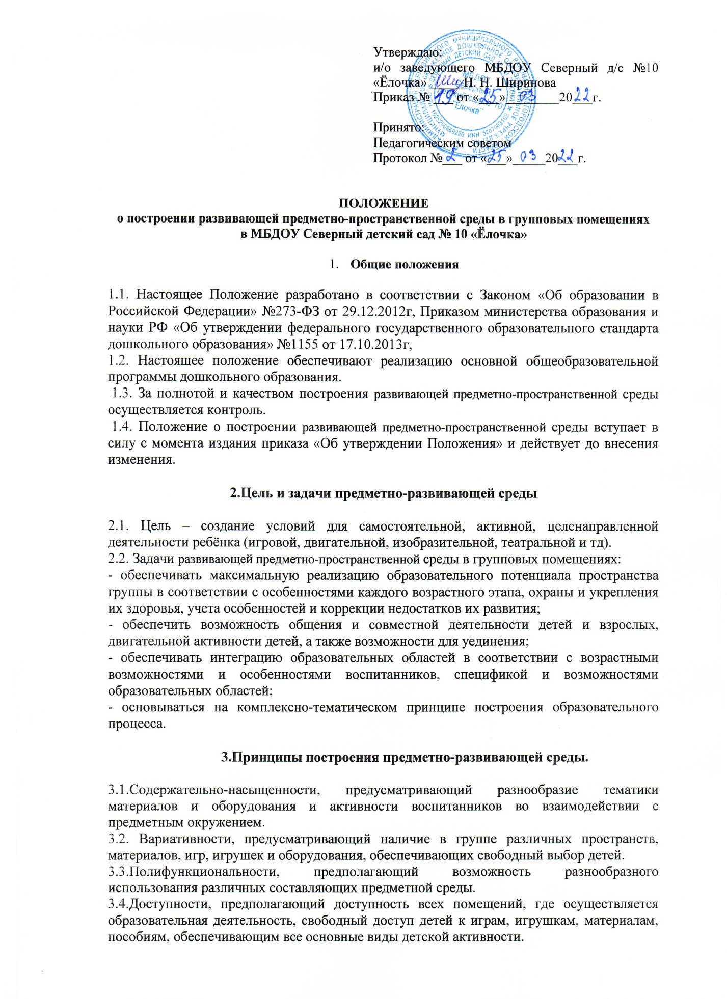 Утверждаю:
и/о заведующего МБДОУ Северный д/с №10
«Ёлочка» _____Н. Н. Ширинова
Приказ № 19 от «25» 03 2022г.
Принято:
Педагогическим советом
Протокол № 2 от «25» 03 2022г.
МБДОУ
Северный
детский сад № 10
"Ёлочка"
1025200869220 ИНН 5207003102
ПОЛОЖЕНИЕ
о построении развивающей предметно-пространственной среды в групповых помещениях
в МБДОУ Северный детский сад № 10 «Ёлочка»
1. Общие положения
1.1. Настоящее Положение разработано в соответствии с Законом «Об образовании в
Российской Федерации» №273-ФЗ от 29.12.2012г, Приказом министерства образования и
науки РФ «Об утверждении федерального государственного образовательного стандарта
дошкольного образования» №1155 от 17.10.2013г,
1.2. Настоящее положение обеспечивают реализацию основной общеобразовательной
программы дошкольного образования.
1.3. За полнотой и качеством построения развивающей предметно-пространственной среды
осуществляется контроль.
1.4. Положение о построении развивающей предметно-пространственной среды вступает в
силу с момента издания приказа «Об утверждении Положения» и действует до внесения
изменения.
2.Цель и задачи предметно-развивающей среды
2.1. Цель – создание условий для самостоятельной, активной, целенаправленной
деятельности ребёнка (игровой, двигательной, изобразительной, театральной и тд).
2.2. Задачи развивающей предметно-пространственной среды в групповых помещениях:
- обеспечивать максимальную реализацию образовательного потенциала пространства
группы в соответствии с особенностями каждого возрастного этапа, охраны и укрепления
их здоровья, учета особенностей и коррекции недостатков их развития;
- обеспечить возможность общения и совместной деятельности детей и взрослых,
двигательной активности детей, а также возможности для уединения;
- обеспечивать интеграцию образовательных областей в соответствии с возрастными
возможностями и особенностями воспитанников, спецификой и возможностями
образовательных областей;
- основываться на комплексно-тематическом принципе построения образовательного
процесса.
3.Принципы построения предметно-развивающей среды.
3.1.Содержательно-насыщенности, предусматривающий разнообразие тематики
материалов и оборудования и активности воспитанников во взаимодействии с
предметным окружением.
3.2. Вариативности, предусматривающий наличие в группе различных пространств,
материалов, игр, игрушек и оборудования, обеспечивающих свободный выбор детей.
3.3.Полифункциональности, предполагающий возможность разнообразного
использования различных составляющих предметной среды.
3.4.Доступности, предполагающий доступность всех помещений, где осуществляется
образовательная деятельность, свободный доступ детей к играм, игрушкам, материалам,
пособиям, обеспечивающим все основные виды детской активности.